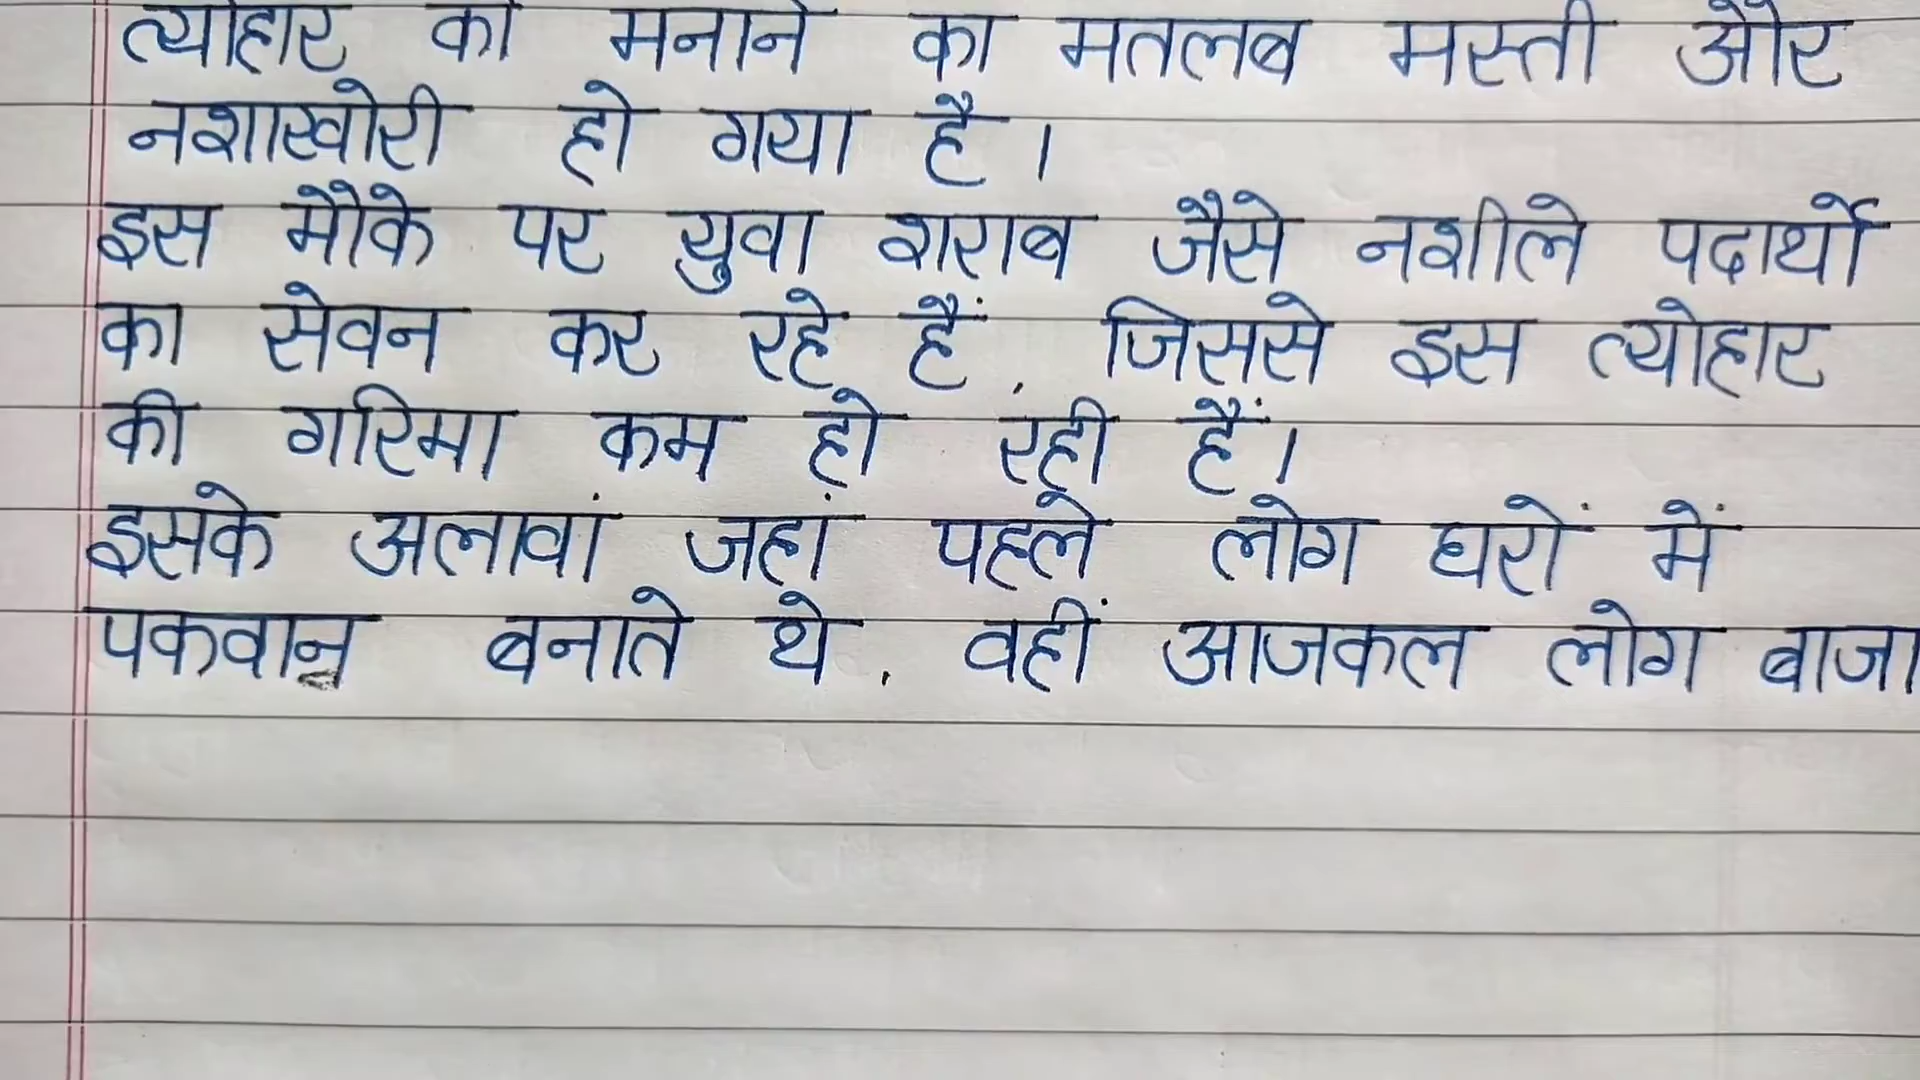 त्योहार को मनाने का मतलब मस्ती और
नशाखोरी हो गया है।
इस मौके पर युवा शराब जैसे नशीले पदार्थो
का सेवन कर रहे हैं, जिससे इस त्योहार
की गरिमा कम हो रही हैं।
इसके अलावां जहां पहले लोग घरों में
पकवान बनाते थे, वहीं आजकल लोग बाजा